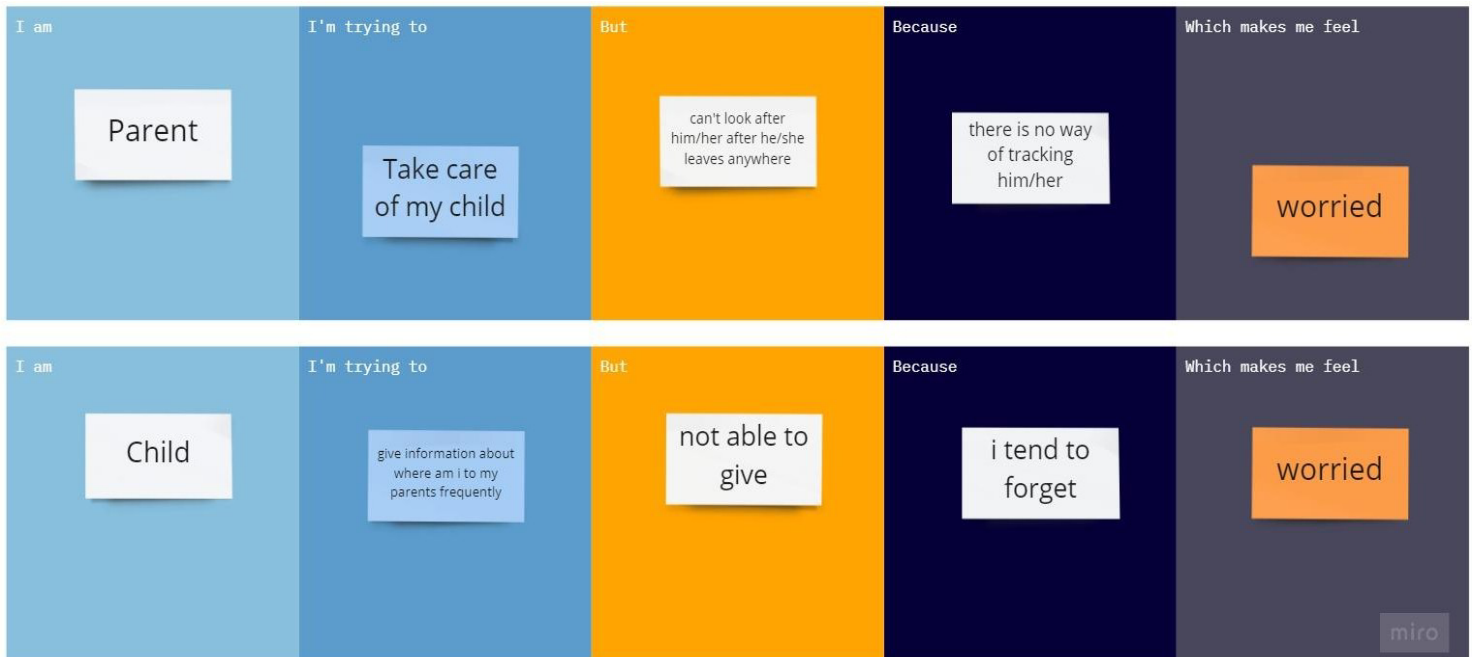 I am
I'm trying to
But
Because
Which makes me feel
Parent
Take care
of my child
can't look after
him/her after he/she
leaves anywhere
there is no way
of tracking
him/her
worried
I am
I'm trying to
But
Because
Which makes me feel
Child
give information about
where am i to my
parents frequently
not able to
give
i tend to
forget
worried
miro